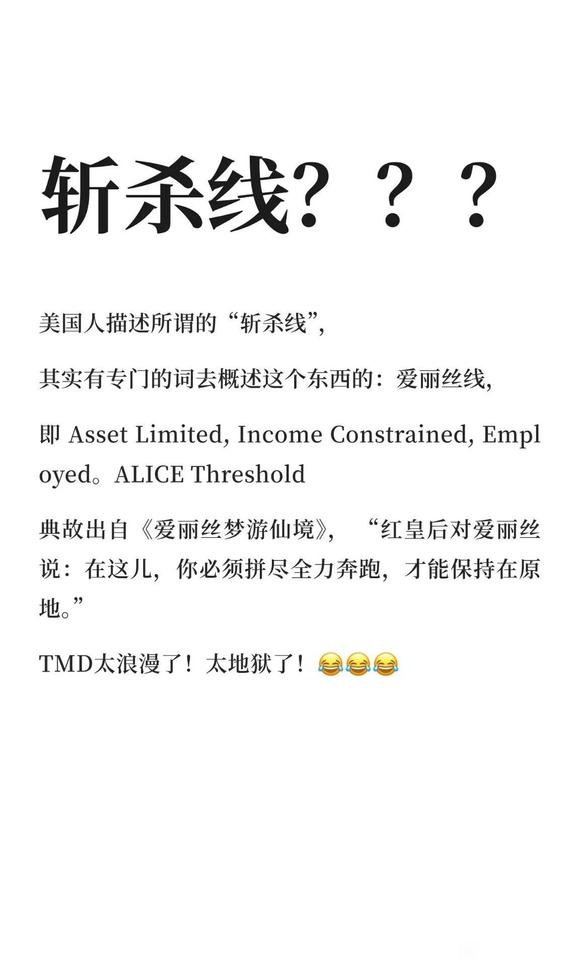 斩杀线？？？
美国人描述所谓的“斩杀线”，
其实有专门的词去概述这个东西的：爱丽丝线，
即 Asset Limited, Income Constrained, Empl
oyed。ALICE Threshold
典故出自《爱丽丝梦游仙境》，“红皇后对爱丽丝
说：在这儿，你必须拼尽全力奔跑，才能保持在原
地。”
TMD太浪漫了！太地狱了！😂😂😂